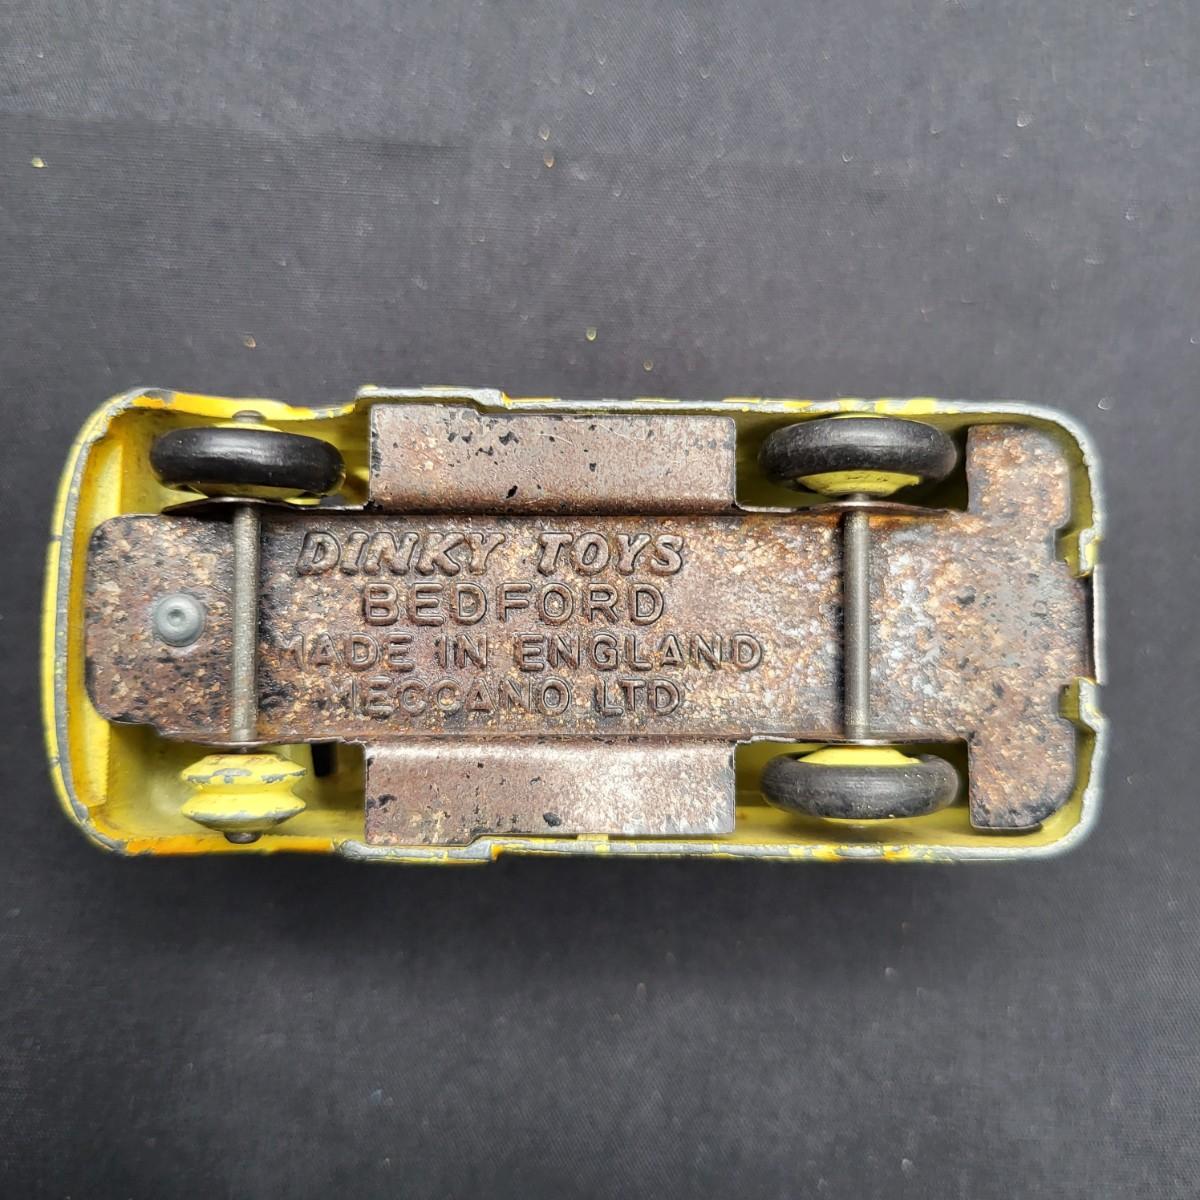 DINKY TOYS
BEDFORD
MADE IN ENGLAND
MECCANO LTD